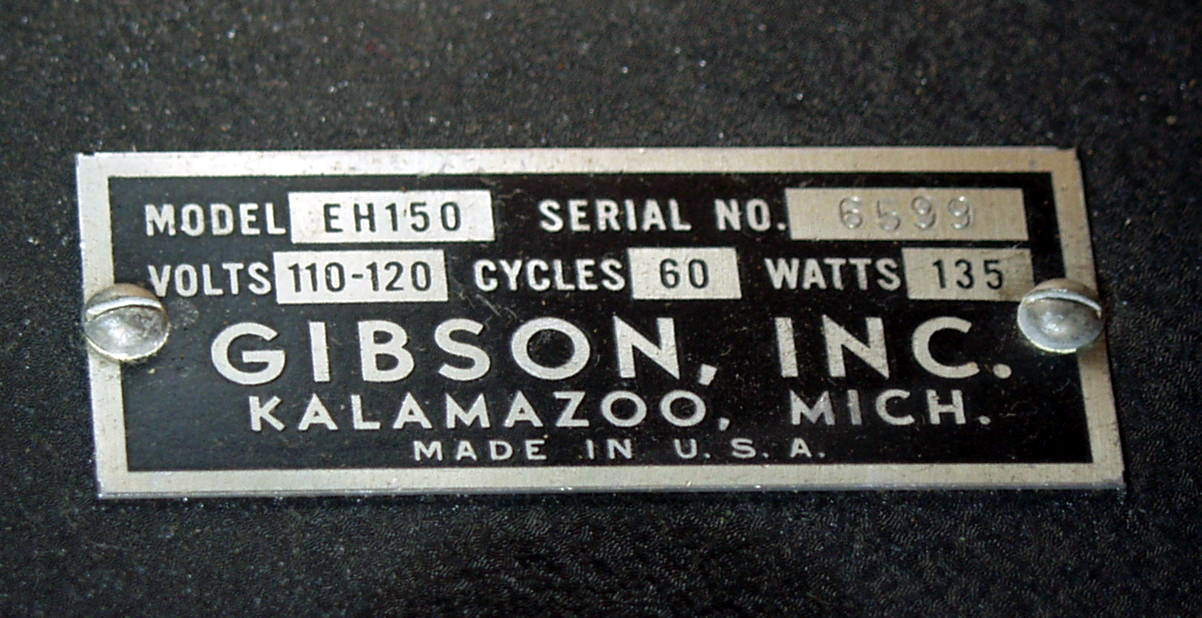 MODEL EH150 SERIAL NO. 6599
VOLTS 110-120 CYCLES 60 WATTS 135
GIBSON, INC.
KALAMAZOO, MICH.
MADE IN U.S.A.